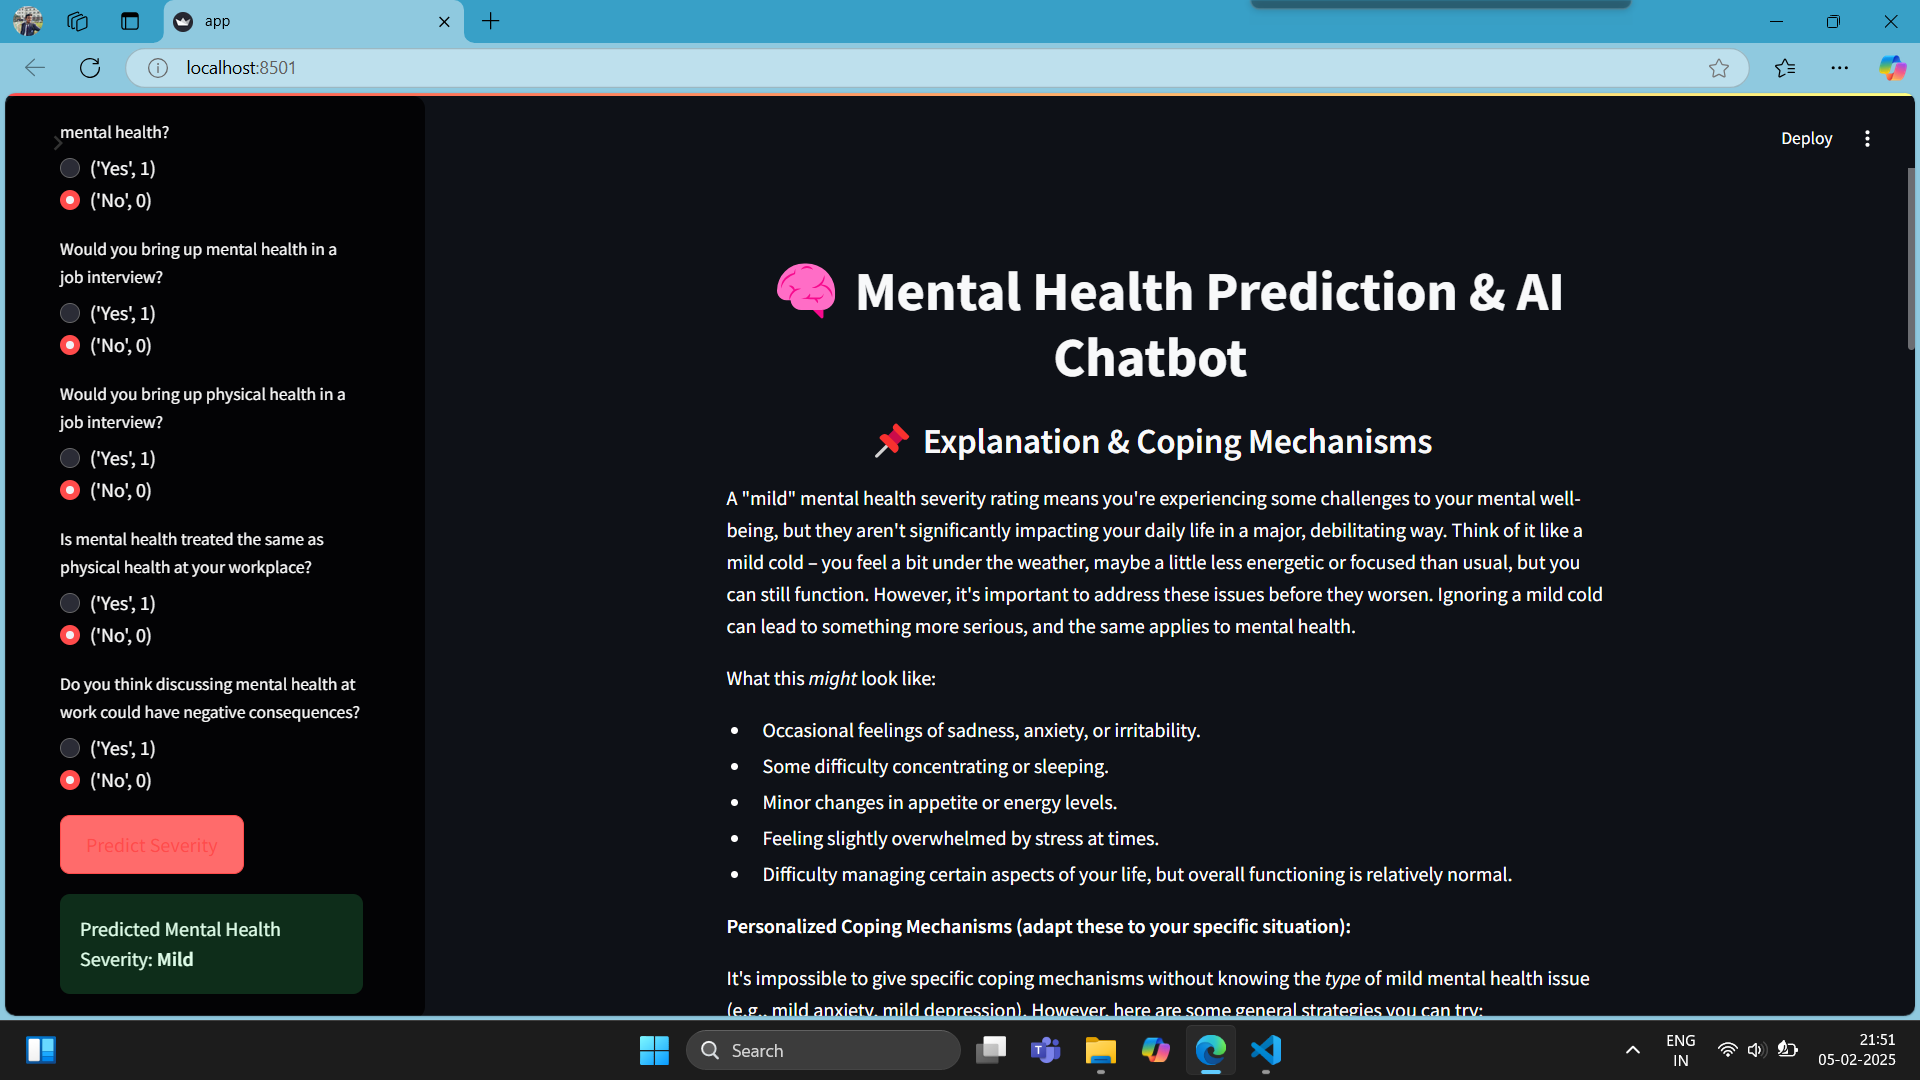 app
localhost:8501
mental health?
('Yes', 1)
('No', 0)
Would you bring up mental health in a
job interview?
('Yes', 1)
('No', 0)
Would you bring up physical health in a
job interview?
('Yes', 1)
('No', 0)
Is mental health treated the same as
physical health at your workplace?
('Yes', 1)
('No', 0)
Do you think discussing mental health at
work could have negative consequences?
('Yes', 1)
('No', 0)
Predict Severity
Predicted Mental Health
Severity: Mild
Deploy
Mental Health Prediction & AI
Chatbot
Explanation & Coping Mechanisms
A "mild" mental health severity rating means you're experiencing some challenges to your mental well-
being, but they aren't significantly impacting your daily life in a major, debilitating way. Think of it like a
mild cold – you feel a bit under the weather, maybe a little less energetic or focused than usual, but you
can still function. However, it's important to address these issues before they worsen. Ignoring a mild cold
can lead to something more serious, and the same applies to mental health.
What this might look like:
• Occasional feelings of sadness, anxiety, or irritability.
• Some difficulty concentrating or sleeping.
• Minor changes in appetite or energy levels.
• Feeling slightly overwhelmed by stress at times.
• Difficulty managing certain aspects of your life, but overall functioning is relatively normal.
Personalized Coping Mechanisms (adapt these to your specific situation):
It's impossible to give specific coping mechanisms without knowing the type of mild mental health issue
(e.g., mild anxiety, mild depression). However, here are some general strategies you can try:
Search
ENG
IN
21:51
05-02-2025